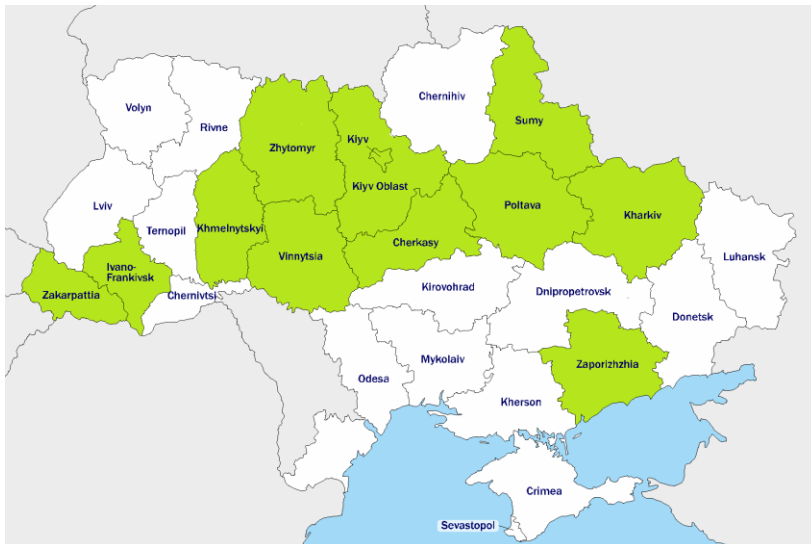 Chernihiv
Volyn
Sumy
Rivne
Kiyv
Zhytomyr
Kiyv Oblast
Lviv
Poltava
Kharkiv
Ternopil
Khmelnytskyi
Cherkasy
Vinnytsia
Luhansk
Ivano-
Frankivsk
Zakarpattia
Chernivtsi
Kirovohrad
Dnipropetrovsk
Donetsk
Mykolaiv
Zaporizhzhia
Odesa
Kherson
Crimea
Sevastopol